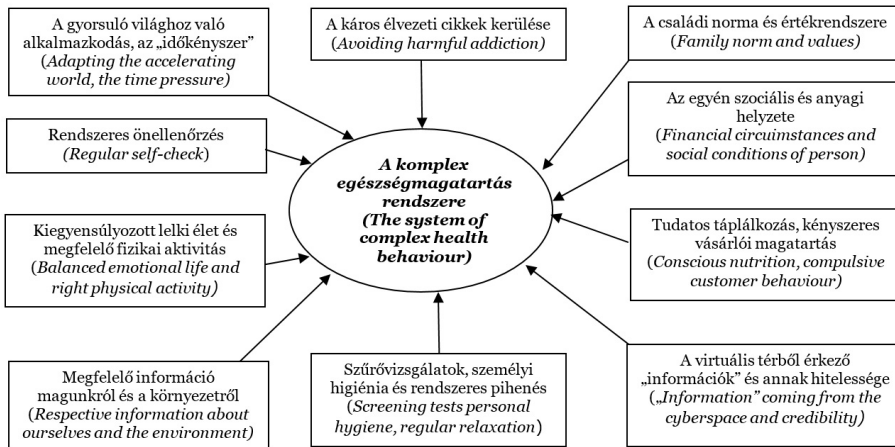 A gyorsuló világhoz való
alkalmazkodás, az „időkényszer”
(Adapting the accelerating
world, the time pressure)
A káros élvezeti cikkek kerülése
(Avoiding harmful addiction)
A családi norma és értékrendszere
(Family norm and values)
Rendszeres önellenőrzés
(Regular self-check)
Az egyén szociális és anyagi
helyzete
(Financial circuimstances and
social conditions of person)
A komplex
egészségmagatartás
rendszere
(The system of
complex health
behaviour)
Kiegyensúlyozott lelki élet és
megfelelő fizikai aktivitás
(Balanced emotional life and
right physical activity)
Tudatos táplálkozás, kényszeres
vásárlói magatartás
(Conscious nutrition, compulsive
customer behaviour)
Megfelelő információ
magunkról és a környezetről
(Respective information about
ourselves and the environment)
Szűrővizsgálatok, személyi
higiénia és rendszeres pihenés
(Screening tests personal
hygiene, regular relaxation)
A virtuális térből érkező
„információk” és annak hitelessége
(„Information” coming from the
cyberspace and credibility)